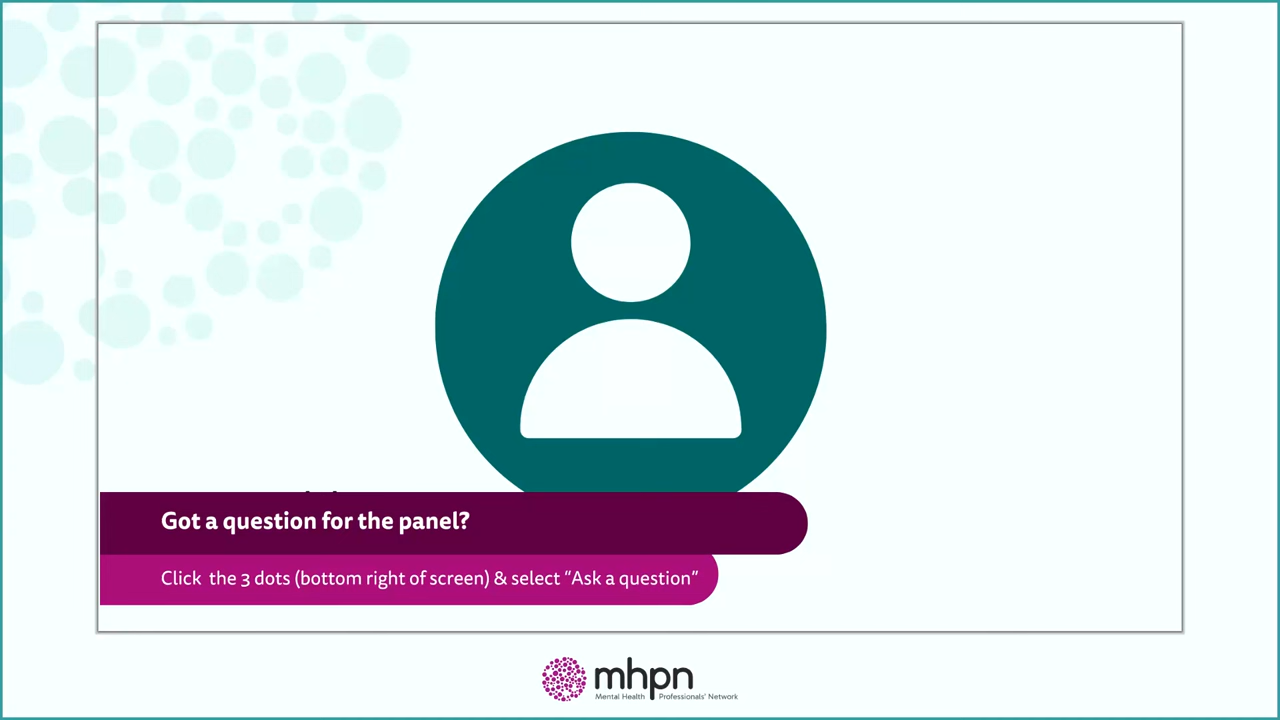 Got a question for the panel?
Click the 3 dots (bottom right of screen) & select “Ask a question”
mhpn
Mental Health Professionals' Network